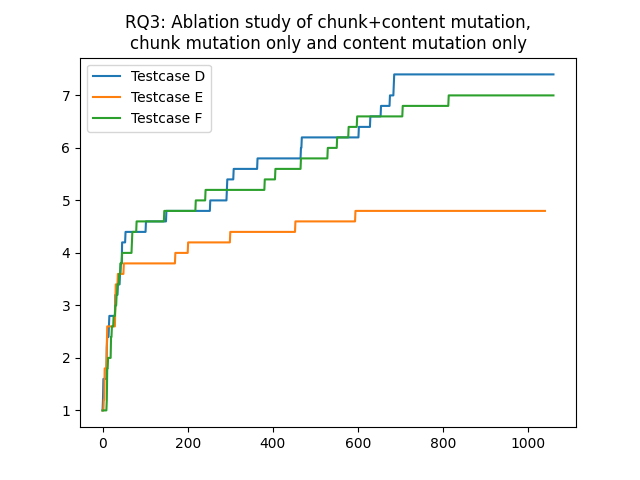 RQ3: Ablation study of chunk+content mutation,
chunk mutation only and content mutation only
Testcase D
Testcase E
Testcase F
7
6
5
4
3
2
1
0
200
400
600
800
1000